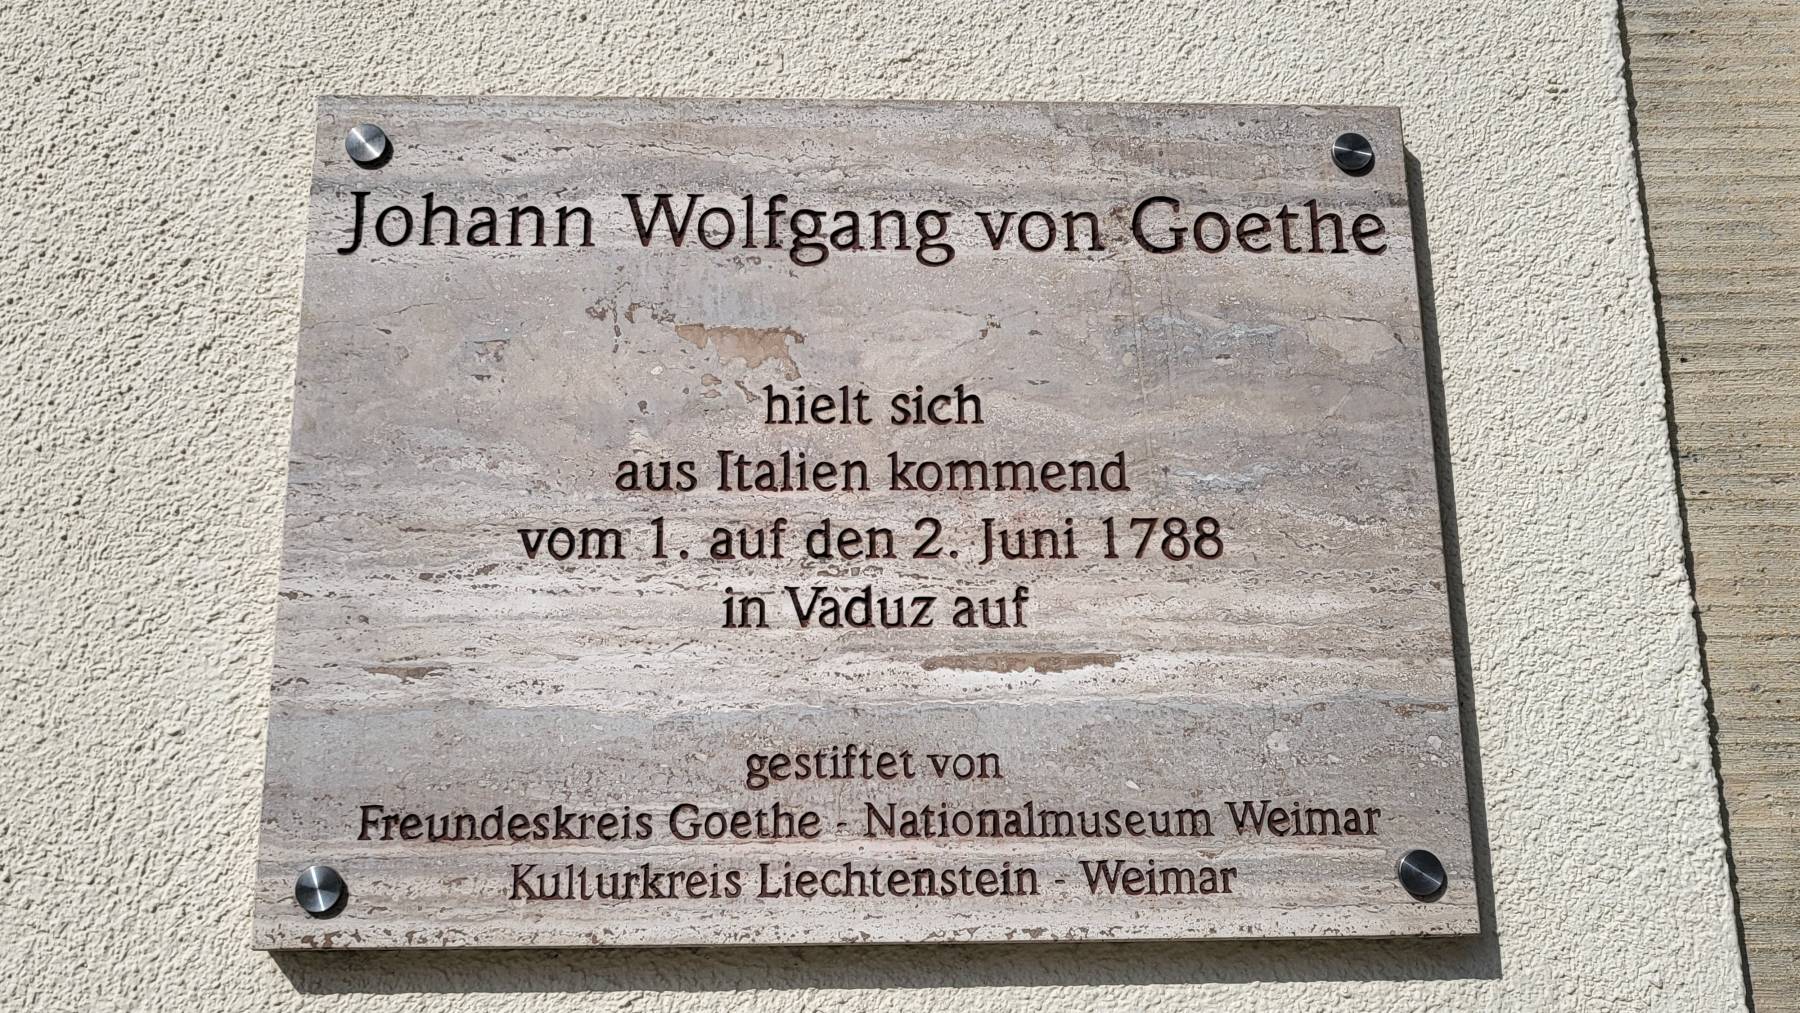 Johann Wolfgang von Goethe
hielt sich
aus Italien kommend
vom 1. auf den 2. Juni 1788
in Vaduz auf
gestiftet von
Freundeskreis Goethe - Nationalmuseum Weimar
Kulturkreis Liechtenstein - Weimar